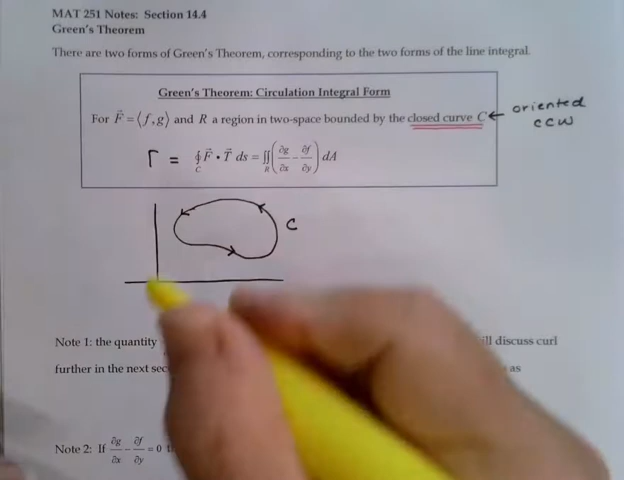 MAT 251 Notes: Section 14.4
Green's Theorem
There are two forms of Green's Theorem, corresponding to the two forms of the line integral.
Green's Theorem: Circulation Integral Form
For F⃗ = ⟨f, g⟩ and R a region in two-space bounded by the closed curve C ← oriented
ccw
Γ = ∮_C F⃗ • T⃗ ds = ∬_R (∂g/∂x − ∂f/∂y) dA
C
Note 1: the quantity ill discuss curl
further in the next sec as
Note 2: If ∂g/∂x − ∂f/∂y = 0